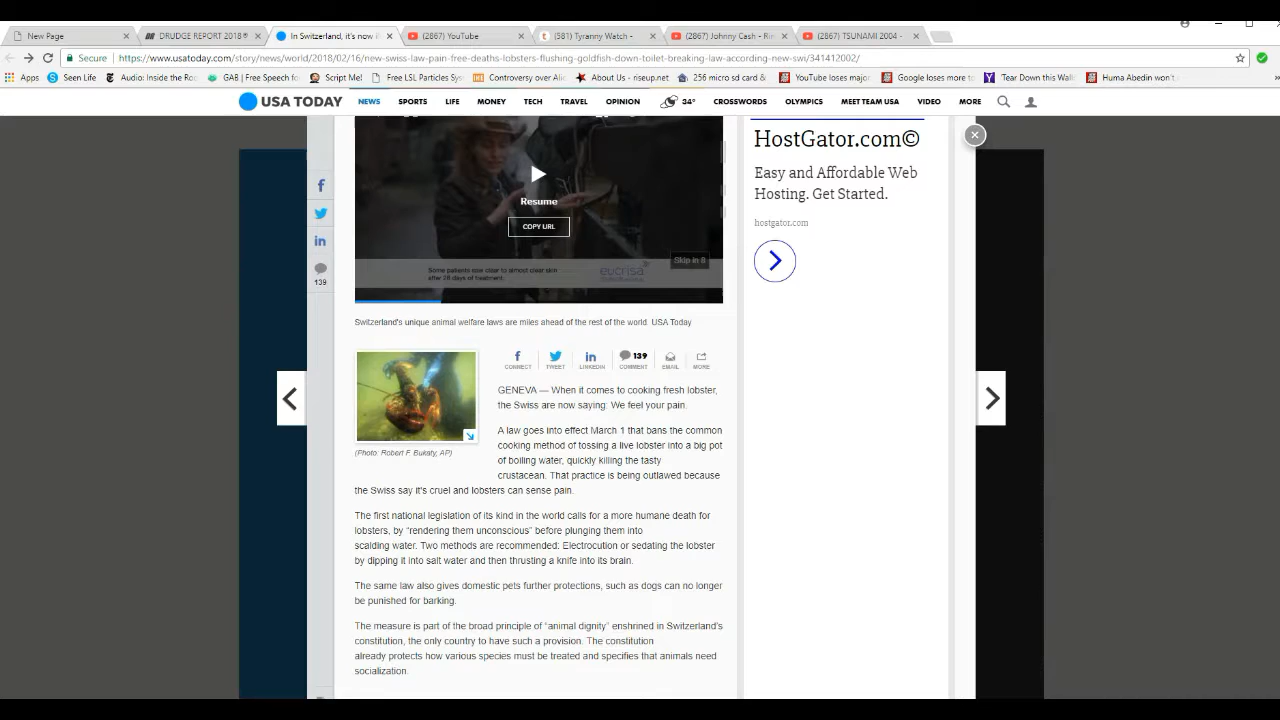 New Page
DRUDGE REPORT 2018®
In Switzerland, it's now i
(2867) YouTube
(581) Tyranny Watch -
(2867) Johnny Cash - Rin
(2867) TSUNAMI 2004 -
Secure https://www.usatoday.com/story/news/world/2018/02/16/new-swiss-law-pain-free-deaths-lobsters-flushing-goldfish-down-toilet-breaking-law-according-new-swi/341412002/
Apps Seen Life Audio: Inside the Ro GAB | Free Speech fo Script Me! Free LSL Particle Sys Controversy over Alie About Us - riseup.net 256 micro sd card & YouTube loses major Google loses more to Tear Down this Wall Huma Abedin won't
USA TODAY NEWS SPORTS LIFE MONEY TECH TRAVEL OPINION 34° CROSSWORDS OLYMPICS MEET TEAM USA VIDEO MORE
HostGator.com©
Easy and Affordable Web
Hosting. Get Started.
hostgator.com
Resume
COPY URL
Skip in 8
Some patients saw clear to almost clear skin
after 28 days of treatment.
eucrisa
139
Switzerland's unique animal welfare laws are miles ahead of the rest of the world. USA Today
139
CONNECT TWEET LINKEDIN COMMENT EMAIL MORE
(Photo: Robert F. Bukaty, AP)
GENEVA — When it comes to cooking fresh lobster,
the Swiss are now saying: We feel your pain.
A law goes into effect March 1 that bans the common
cooking method of tossing a live lobster into a big pot
of boiling water, quickly killing the tasty
crustacean. That practice is being outlawed because
the Swiss say it's cruel and lobsters can sense pain.
The first national legislation of its kind in the world calls for a more humane death for
lobsters, by “rendering them unconscious” before plunging them into
scalding water. Two methods are recommended: Electrocution or sedating the lobster
by dipping it into salt water and then thrusting a knife into its brain.
The same law also gives domestic pets further protections, such as dogs can no longer
be punished for barking.
The measure is part of the broad principle of “animal dignity” enshrined in Switzerland’s
constitution, the only country to have such a provision. The constitution
already protects how various species must be treated and specifies that animals need
socialization.